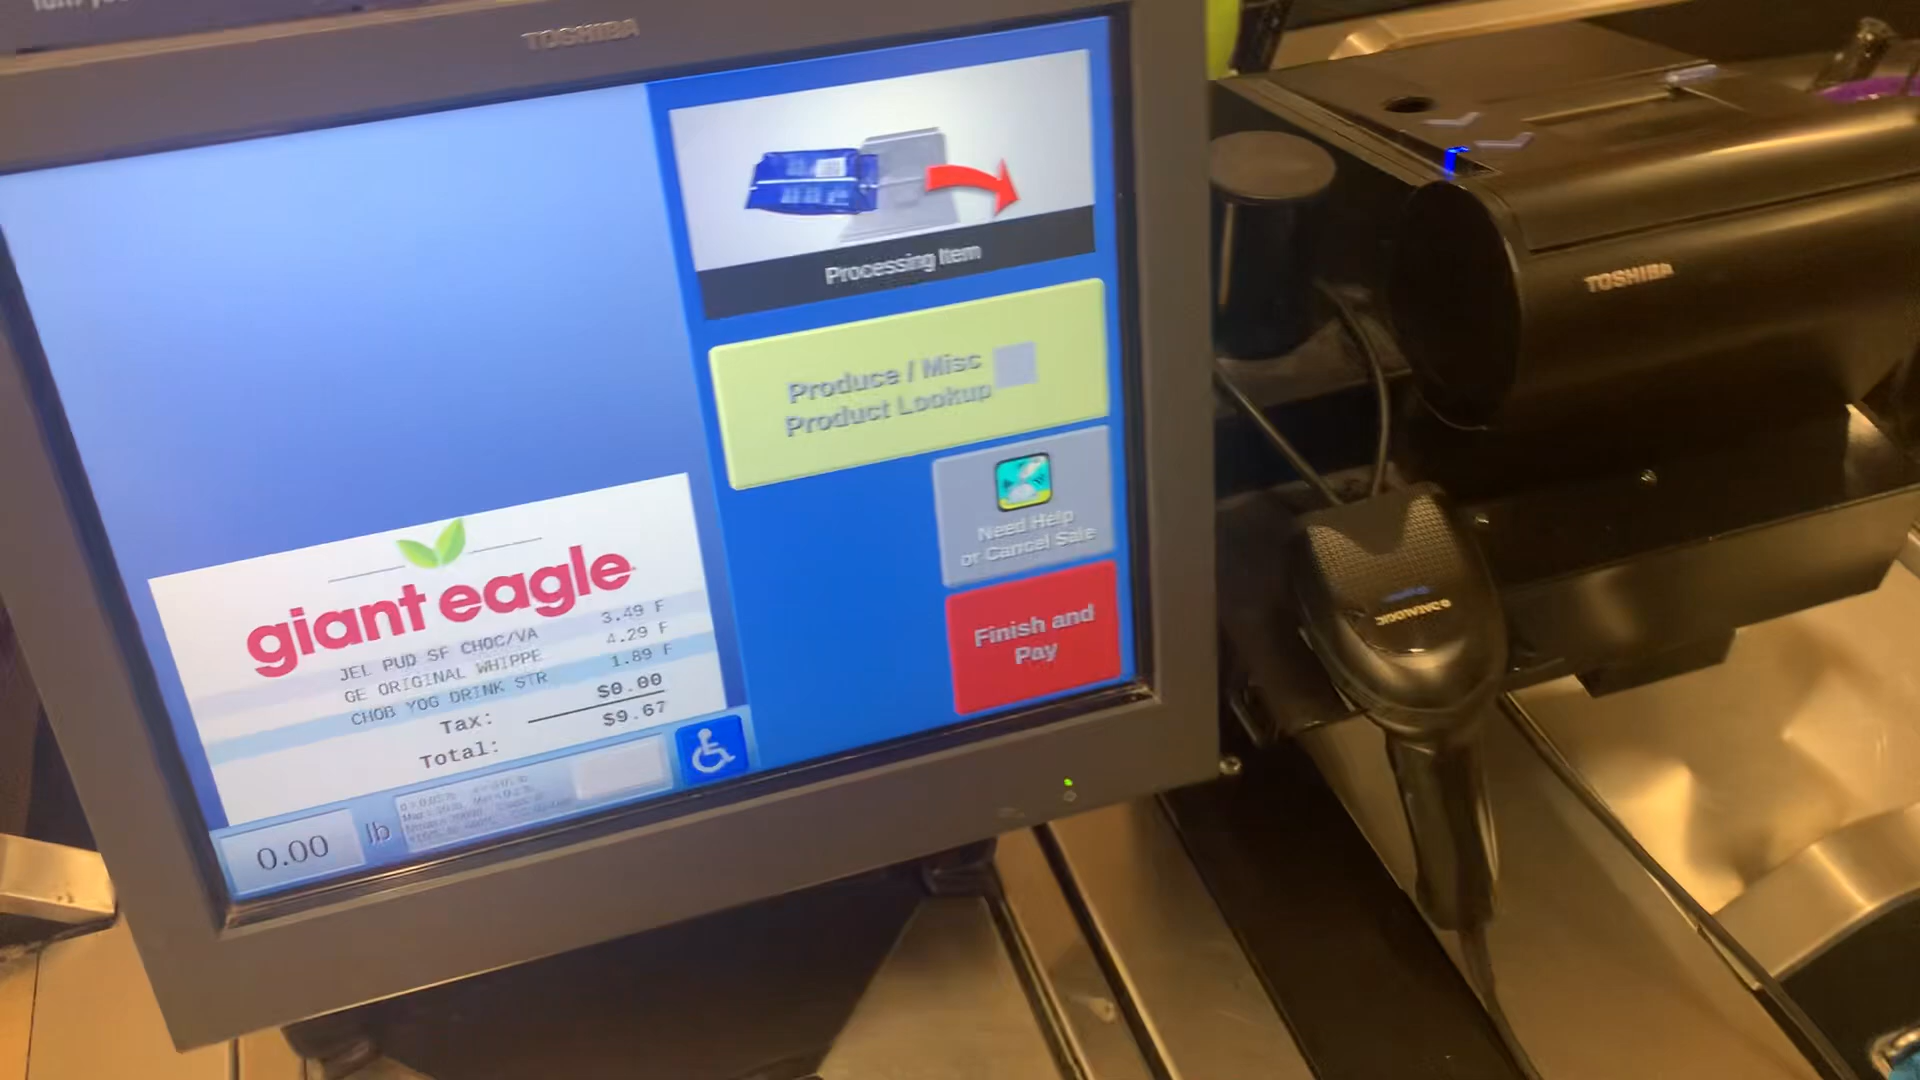 TOSHIBA
Processing Item
Produce / Misc
Product Lookup
Need Help
or Cancel Sale
Finish and
Pay
giant eagle
JEL PUD SF CHOC/VA 3.49 F
GE ORIGINAL WHIPPE 4.29 F
CHOB YOG DRINK STR 1.89 F
Tax: $0.00
Total: $9.67
0.00 lb
TOSHIBA
DATALOGIC